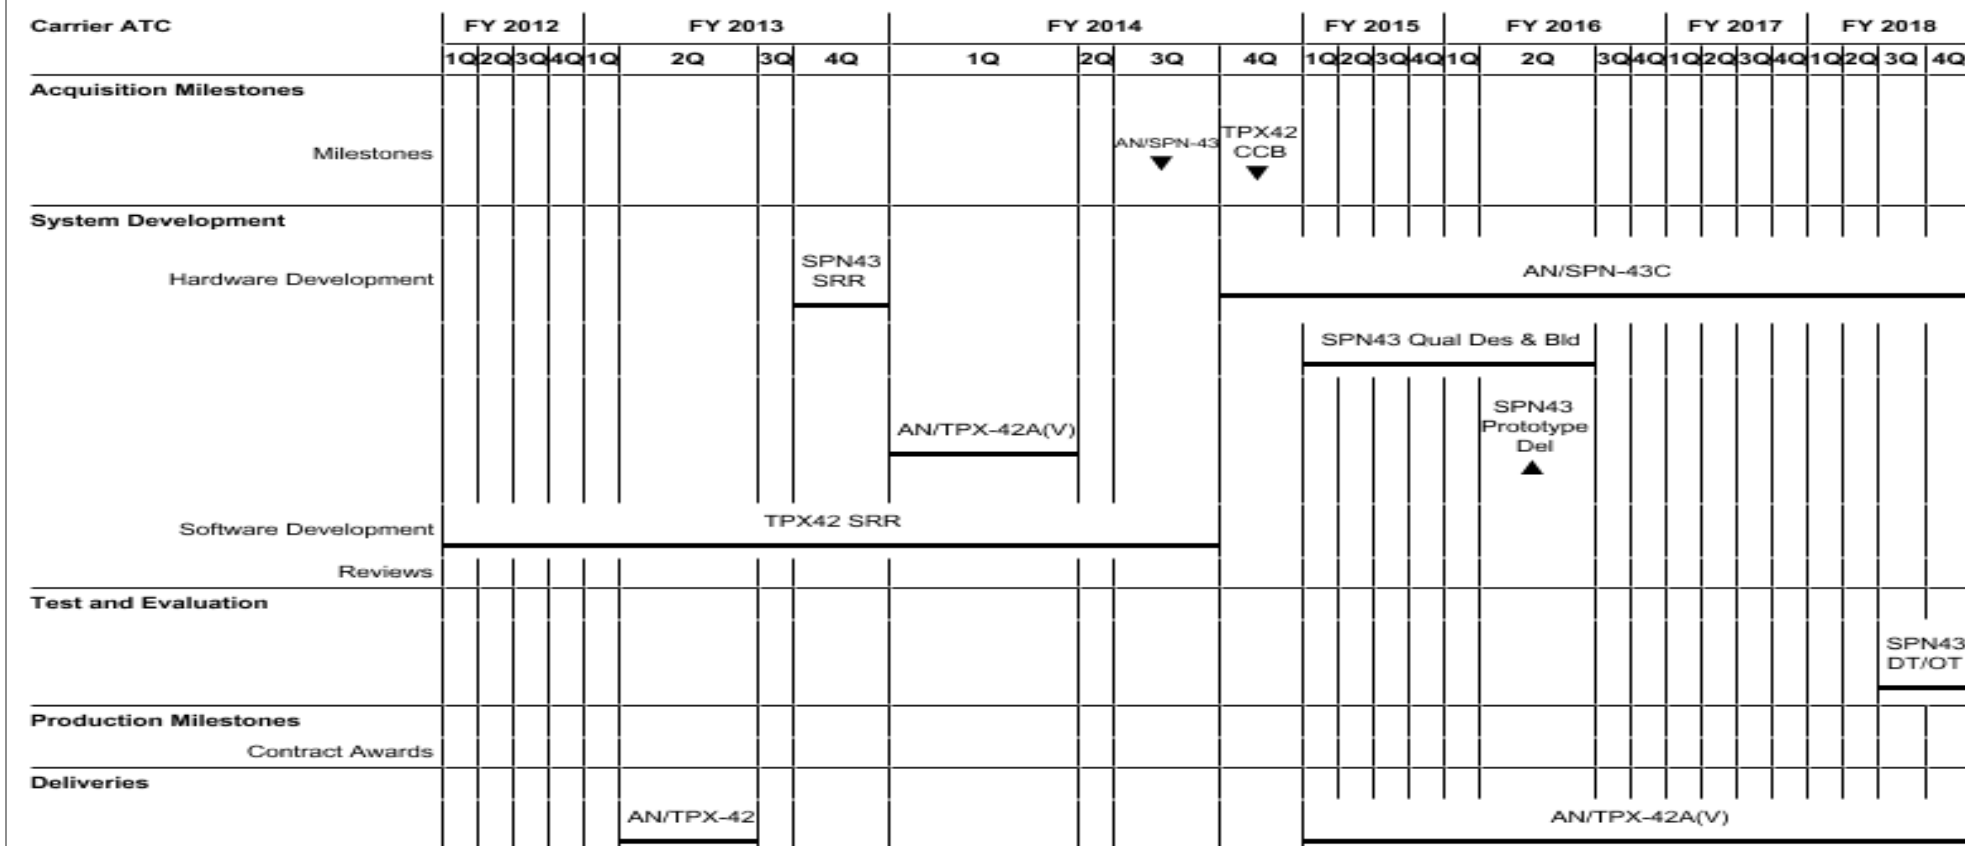 Carrier ATC FY 2012 FY 2013 FY 2014 FY 2015 FY 2016 FY 2017 FY 2018
1Q 2Q 3Q 4Q 1Q 2Q 3Q 4Q 1Q 2Q 3Q 4Q 1Q 2Q 3Q 4Q 1Q 2Q 3Q 4Q 1Q 2Q 3Q 4Q 1Q 2Q 3Q 4Q
Acquisition Milestones
Milestones
AN/SPN-43
TPX42
CCB
System Development
Hardware Development
SPN43
SRR
AN/SPN-43C
SPN43 Qual Des & Bld
AN/TPX-42A(V)
SPN43
Prototype
Del
Software Development
TPX42 SRR
Reviews
Test and Evaluation
SPN43
DT/OT
Production Milestones
Contract Awards
Deliveries
AN/TPX-42
AN/TPX-42A(V)